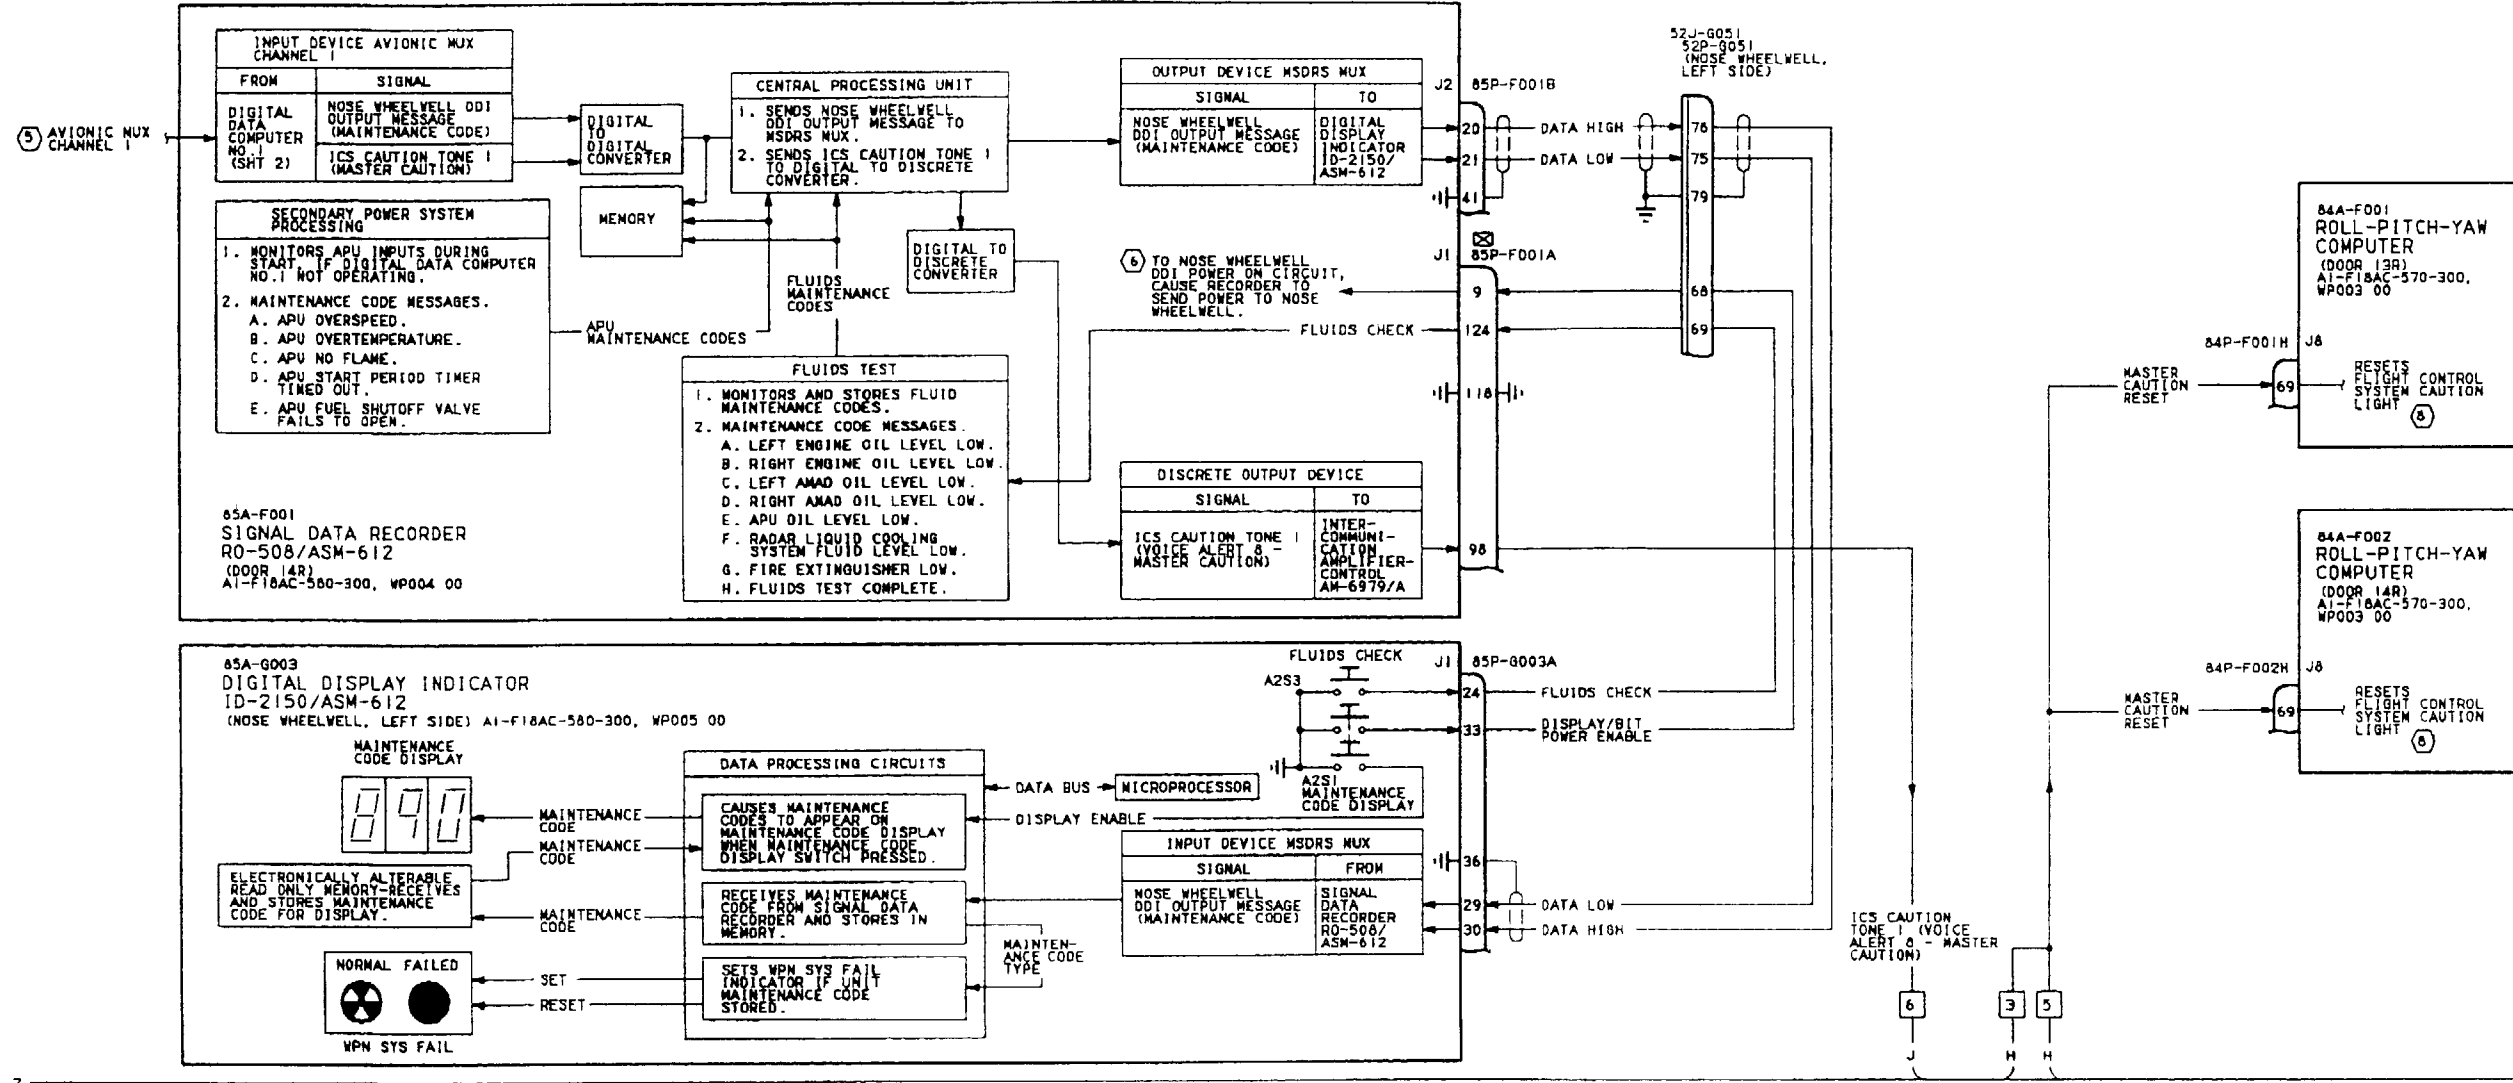 INPUT DEVICE AVIONIC MUX
CHANNEL 1
FROM
SIGNAL
DIGITAL
DATA
COMPUTER
NO.1
(SHT 2)
NOSE WHEELWELL DDI
OUTPUT MESSAGE
(MAINTENANCE CODE)
ICS CAUTION TONE 1
(MASTER CAUTION)
5
AVIONIC MUX
CHANNEL 1
DIGITAL
TO
DIGITAL
CONVERTER
MEMORY
CENTRAL PROCESSING UNIT
1. SENDS NOSE WHEELWELL
DDI OUTPUT MESSAGE TO
MSDRS MUX.
2. SENDS ICS CAUTION TONE 1
TO DIGITAL TO DISCRETE
CONVERTER.
DIGITAL TO
DISCRETE
CONVERTER
OUTPUT DEVICE MSDRS MUX
SIGNAL
TO
NOSE WHEELWELL
DDI OUTPUT MESSAGE
(MAINTENANCE CODE)
DIGITAL
DISPLAY
INDICATOR
ID-2150/
ASM-612
J2
85P-F001B
20
21
41
DATA HIGH
DATA LOW
52J-G051
52P-G051
(NOSE WHEELWELL,
LEFT SIDE)
76
75
79
68
69
SECONDARY POWER SYSTEM
PROCESSING
1. MONITORS APU INPUTS DURING
START, IF DIGITAL DATA COMPUTER
NO.1 NOT OPERATING.
2. MAINTENANCE CODE MESSAGES.
A. APU OVERSPEED.
B. APU OVERTEMPERATURE.
C. APU NO FLAME.
D. APU START PERIOD TIMER
TIMED OUT.
E. APU FUEL SHUTOFF VALVE
FAILS TO OPEN.
APU
MAINTENANCE CODES
FLUIDS
MAINTENANCE
CODES
6
TO NOSE WHEELWELL
DDI POWER ON CIRCUIT,
CAUSE RECORDER TO
SEND POWER TO NOSE
WHEELWELL.
FLUIDS CHECK
J1
85P-F001A
9
124
118
98
FLUIDS TEST
1. MONITORS AND STORES FLUID
MAINTENANCE CODES.
2. MAINTENANCE CODE MESSAGES.
A. LEFT ENGINE OIL LEVEL LOW.
B. RIGHT ENGINE OIL LEVEL LOW.
C. LEFT AMAD OIL LEVEL LOW.
D. RIGHT AMAD OIL LEVEL LOW.
E. APU OIL LEVEL LOW.
F. RADAR LIQUID COOLING
SYSTEM FLUID LEVEL LOW.
G. FIRE EXTINGUISHER LOW.
H. FLUIDS TEST COMPLETE.
DISCRETE OUTPUT DEVICE
SIGNAL
TO
ICS CAUTION TONE 1
(VOICE ALERT 8 -
MASTER CAUTION)
INTER-
COMMUNI-
CATION
AMPLIFIER-
CONTROL
AM-6979/A
85A-F001
SIGNAL DATA RECORDER
RO-508/ASM-612
(DOOR 14R)
A1-F18AC-580-300, WP004 00
85A-G003
DIGITAL DISPLAY INDICATOR
ID-2150/ASM-612
(NOSE WHEELWELL, LEFT SIDE) A1-F18AC-580-300, WP005 00
MAINTENANCE
CODE DISPLAY
890
MAINTENANCE
CODE
MAINTENANCE
CODE
MAINTENANCE
CODE
ELECTRONICALLY ALTERABLE
READ ONLY MEMORY-RECEIVES
AND STORES MAINTENANCE
CODE FOR DISPLAY.
NORMAL FAILED
WPN SYS FAIL
SET
RESET
DATA PROCESSING CIRCUITS
CAUSES MAINTENANCE
CODES TO APPEAR ON
MAINTENANCE CODE DISPLAY
WHEN MAINTENANCE CODE
DISPLAY SWITCH PRESSED.
RECEIVES MAINTENANCE
CODE FROM SIGNAL DATA
RECORDER AND STORES IN
MEMORY.
SETS WPN SYS FAIL
INDICATOR IF UNIT
MAINTENANCE CODE
STORED.
MAINTEN-
ANCE CODE
TYPE
DATA BUS
MICROPROCESSOR
DISPLAY ENABLE
FLUIDS CHECK
A2S3
A2S1
MAINTENANCE
CODE DISPLAY
INPUT DEVICE MSDRS MUX
SIGNAL
FROM
NOSE WHEELWELL
DDI OUTPUT MESSAGE
(MAINTENANCE CODE)
SIGNAL
DATA
RECORDER
RO-508/
ASM-612
J1
85P-G003A
24
33
36
29
30
FLUIDS CHECK
DISPLAY/BIT
POWER ENABLE
DATA LOW
DATA HIGH
ICS CAUTION
TONE 1 (VOICE
ALERT 8 - MASTER
CAUTION)
6
3
5
J
H
H
84A-F001
ROLL-PITCH-YAW
COMPUTER
(DOOR 13R)
A1-F18AC-570-300,
WP003 00
84P-F001H
J8
MASTER
CAUTION
RESET
69
RESETS
FLIGHT CONTROL
SYSTEM CAUTION
LIGHT
8
84A-F002
ROLL-PITCH-YAW
COMPUTER
(DOOR 14R)
A1-F18AC-570-300,
WP003 00
84P-F002H
J8
MASTER
CAUTION
RESET
69
RESETS
FLIGHT CONTROL
SYSTEM CAUTION
LIGHT
8